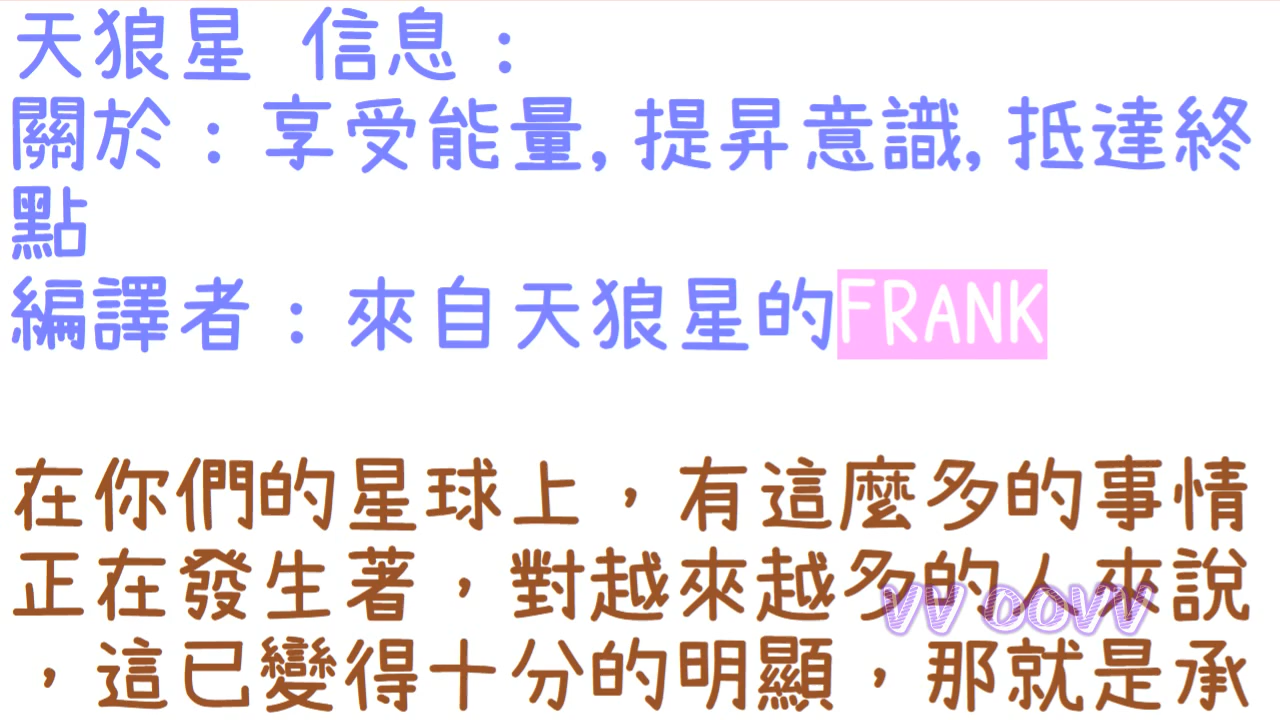 天狼星 信息：
關於：享受能量,提昇意識,抵達終
點
編譯者：來自天狼星的FRANK
在你們的星球上，有這麼多的事情
正在發生著，對越來越多的人來說
，這已變得十分的明顯，那就是承
VV OOVV